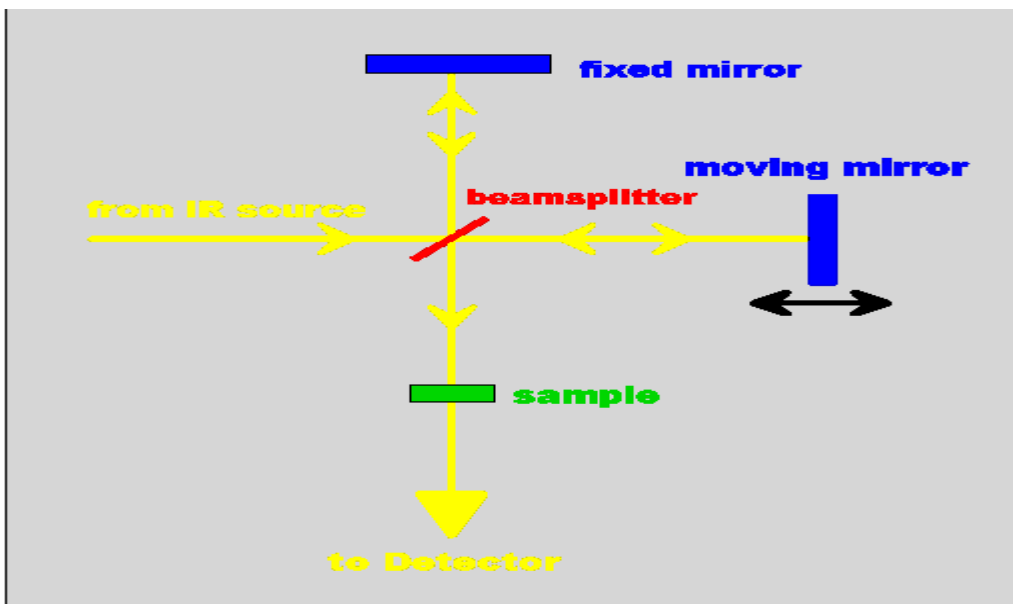 fixed mirror
moving mirror
beamsplitter
from IR source
sample
to Detector